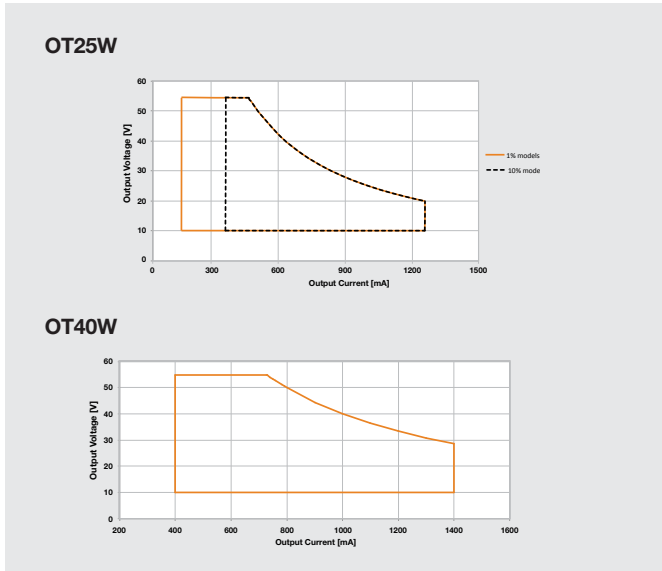 OT25W
60
50
40
30
20
10
0
Output Voltage [V]
0 300 600 900 1200 1500
Output Current [mA]
1% models
10% mode
OT40W
60
50
40
30
20
10
0
Output Voltage [V]
200 400 600 800 1000 1200 1400 1600
Output Current [mA]